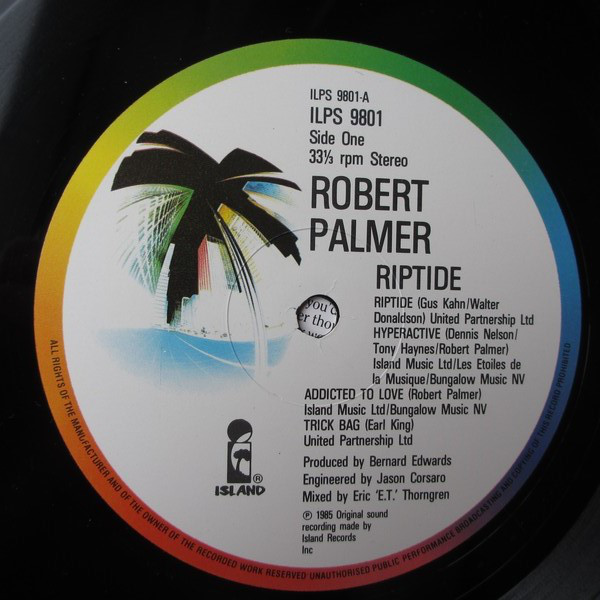 ILPS 9801-A
ILPS 9801
Side One
33⅓ rpm Stereo
ROBERT
PALMER
RIPTIDE
RIPTIDE (Gus Kahn/Walter
Donaldson) United Partnership Ltd
HYPERACTIVE (Dennis Nelson/
Tony Haynes/Robert Palmer)
Island Music Ltd/Les Etoiles de
la Musique/Bungalow Music NV
ADDICTED TO LOVE (Robert Palmer)
Island Music Ltd/Bungalow Music NV
TRICK BAG (Earl King)
United Partnership Ltd
Produced by Bernard Edwards
Engineered by Jason Corsaro
Mixed by Eric 'E.T.' Thorngren
℗ 1985 Original sound
recording made by
Island Records
Inc
ISLAND ®
ALL RIGHTS OF THE MANUFACTURER AND OF THE OWNER OF THE RECORDED WORK RESERVED UNAUTHORISED PUBLIC PERFORMANCE BROADCASTING AND COPYING OF THIS RECORD PROHIBITED